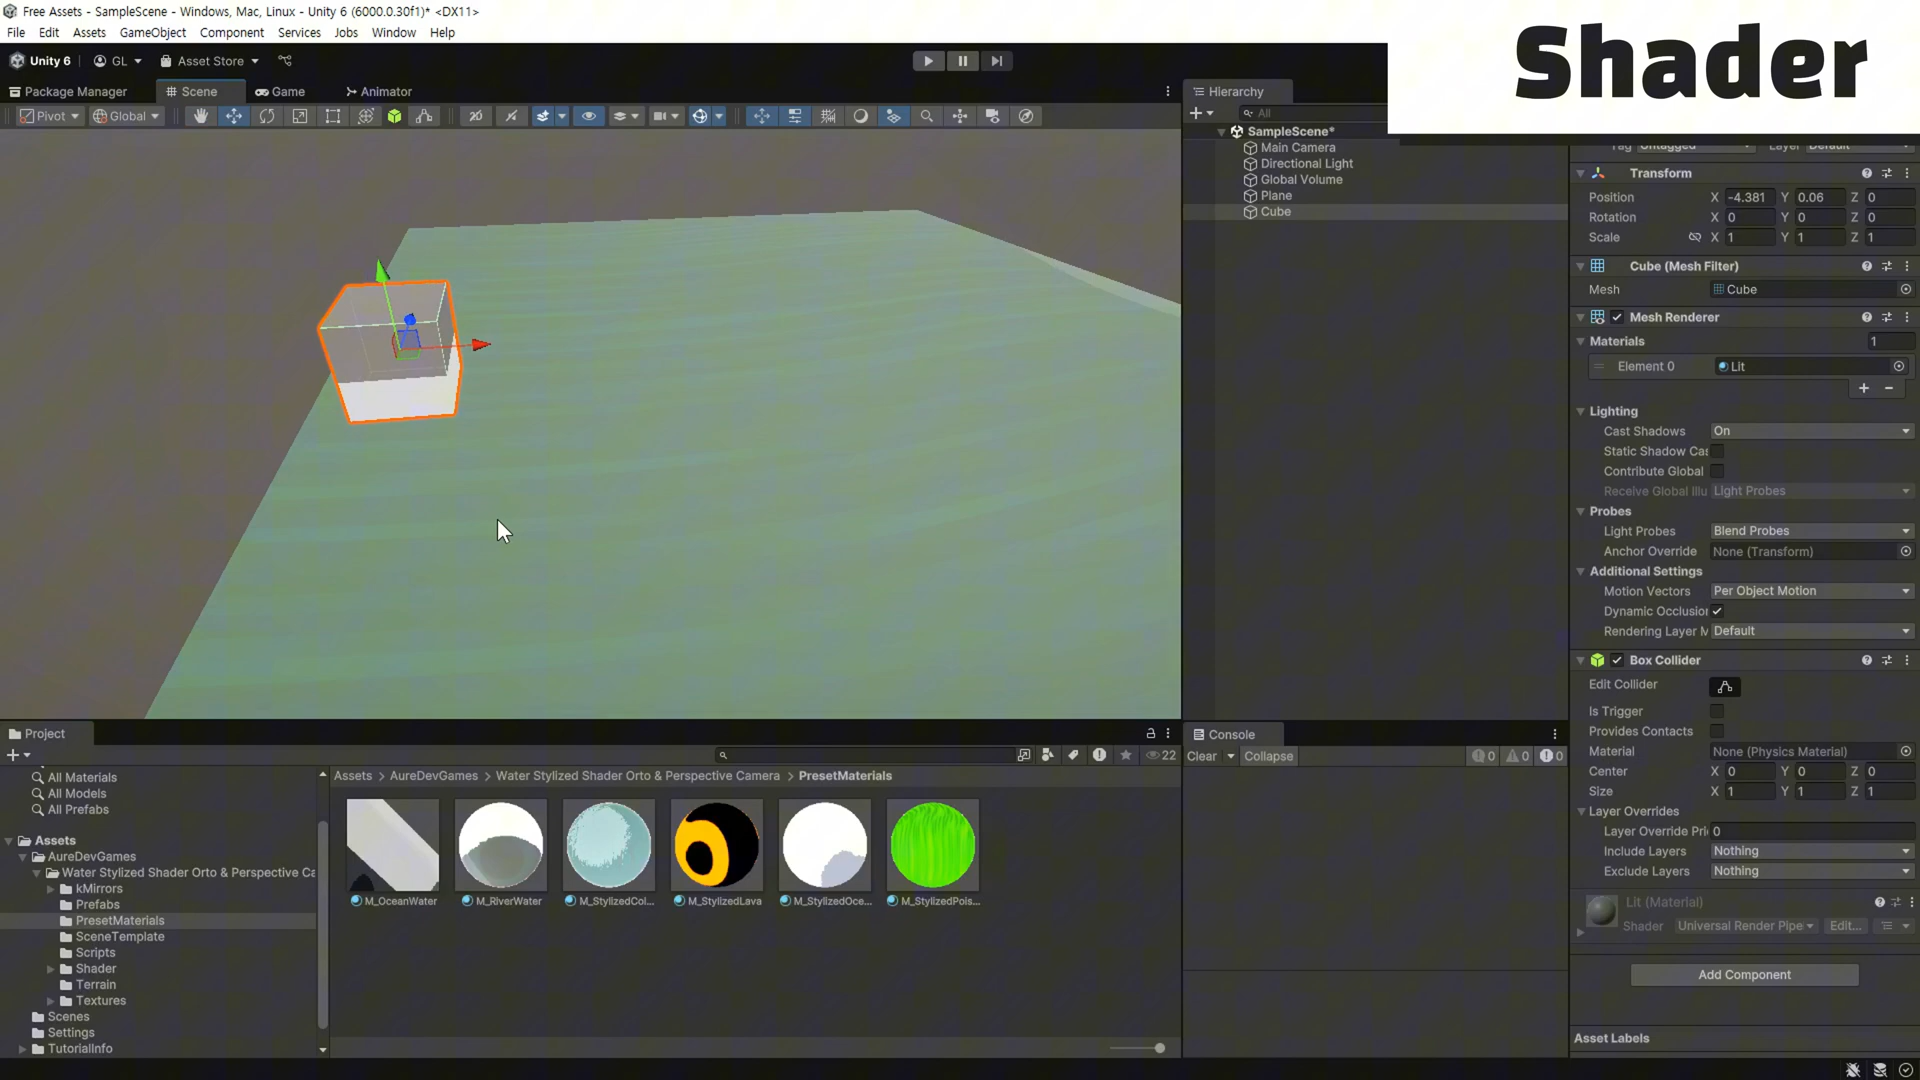 Free Assets - SampleScene - Windows, Mac, Linux - Unity 6 (6000.0.30f1)* <DX11>
File Edit Assets GameObject Component Services Jobs Window Help
Shader
Unity 6 GL Asset Store
Package Manager Scene Game Animator
Pivot Global
Hierarchy
All
SampleScene*
Main Camera
Directional Light
Global Volume
Plane
Cube
Tag Untagged Layer Default
Transform
Position X -4.381 Y 0.06 Z 0
Rotation X 0 Y 0 Z 0
Scale X 1 Y 1 Z 1
Cube (Mesh Filter)
Mesh Cube
Mesh Renderer
Materials 1
Element 0 Lit
Lighting
Cast Shadows On
Static Shadow Cas
Contribute Global
Receive Global Illu Light Probes
Probes
Light Probes Blend Probes
Anchor Override None (Transform)
Additional Settings
Motion Vectors Per Object Motion
Dynamic Occlusion
Rendering Layer M Default
Box Collider
Edit Collider
Is Trigger
Provides Contacts
Material None (Physics Material)
Center X 0 Y 0 Z 0
Size X 1 Y 1 Z 1
Layer Overrides
Layer Override Pri 0
Include Layers Nothing
Exclude Layers Nothing
Lit (Material)
Shader Universal Render Pipe Edit...
Add Component
Asset Labels
Project
22
All Materials
All Models
All Prefabs
Assets
AureDevGames
Water Stylized Shader Orto & Perspective Ca
kMirrors
Prefabs
PresetMaterials
SceneTemplate
Scripts
Shader
Terrain
Textures
Scenes
Settings
TutorialInfo
Assets > AureDevGames > Water Stylized Shader Orto & Perspective Camera > PresetMaterials
M_OceanWater M_RiverWater M_StylizedCol... M_StylizedLava M_StylizedOce... M_StylizedPois...
Console
Clear Collapse 0 0 0